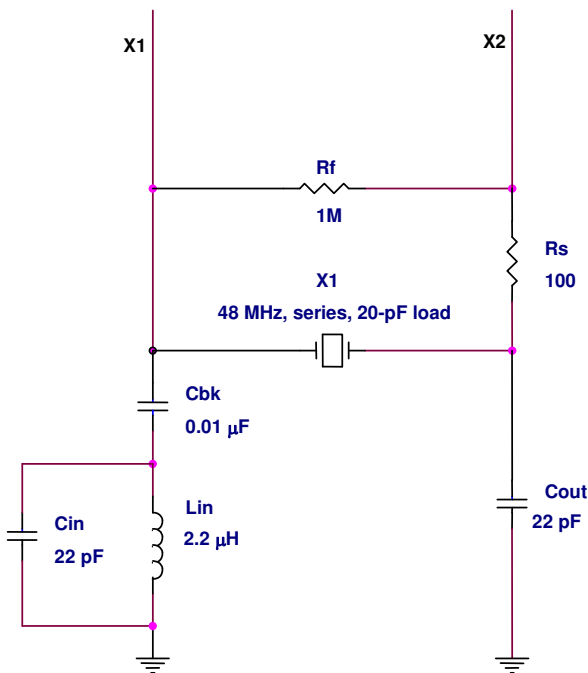 X1
X2
Rf
1M
Rs
100
X1
48 MHz, series, 20-pF load
Cbk
0.01 µF
Cin
22 pF
Lin
2.2 µH
Cout
22 pF